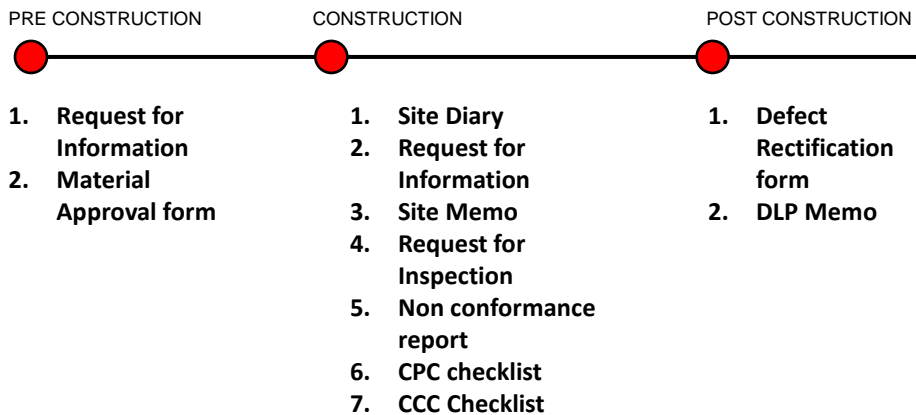 PRE CONSTRUCTION
CONSTRUCTION
POST CONSTRUCTION
1. Request for
Information
2. Material
Approval form
1. Site Diary
2. Request for
Information
3. Site Memo
4. Request for
Inspection
5. Non conformance
report
6. CPC checklist
7. CCC Checklist
1. Defect
Rectification
form
2. DLP Memo